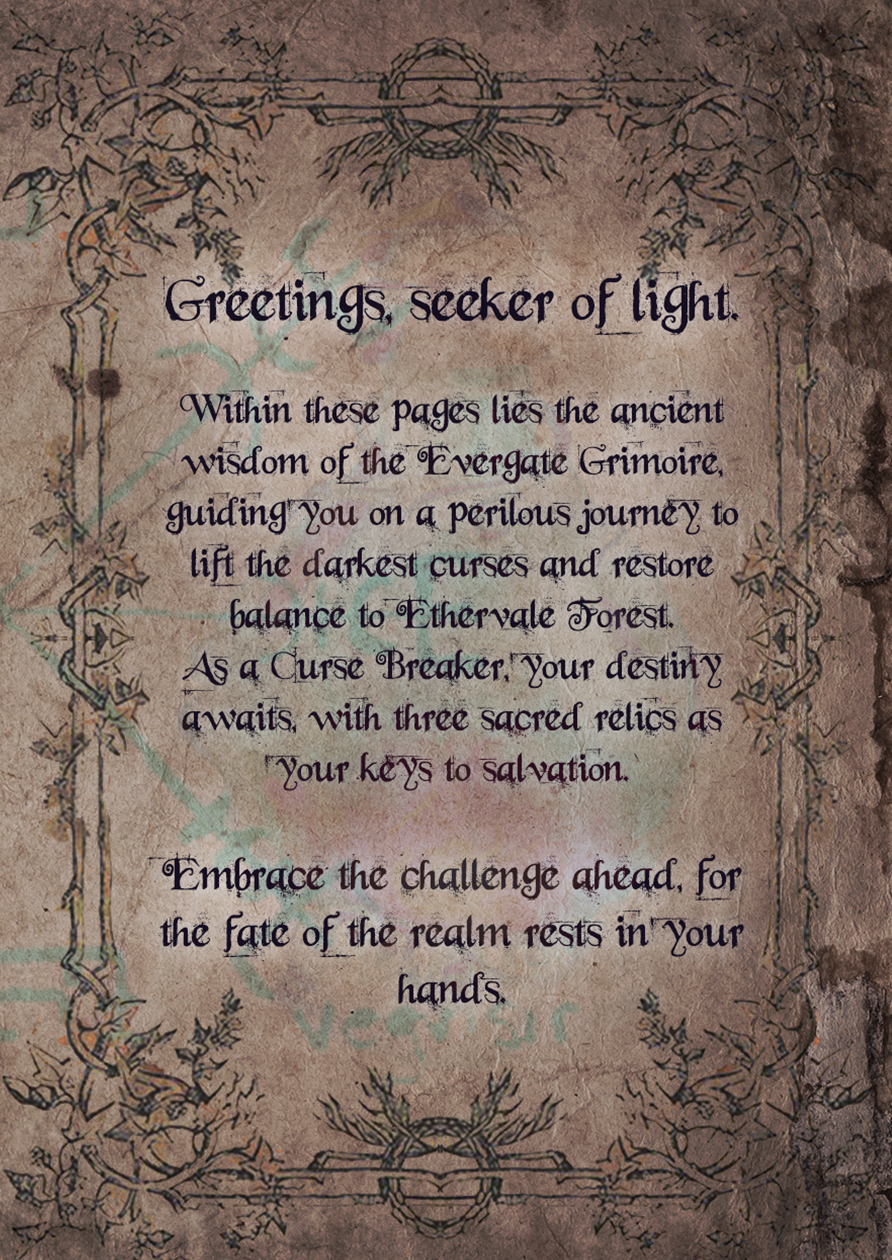 Greetings, seeker of light.
Within these pages lies the ancient
wisdom of the Evergate Grimoire,
guiding you on a perilous journey to
lift the darkest curses and restore
balance to Ethervale Forest.
As a Curse Breaker, your destiny
awaits, with three sacred relics as
your keys to salvation.
Embrace the challenge ahead, for
the fate of the realm rests in your
hands.